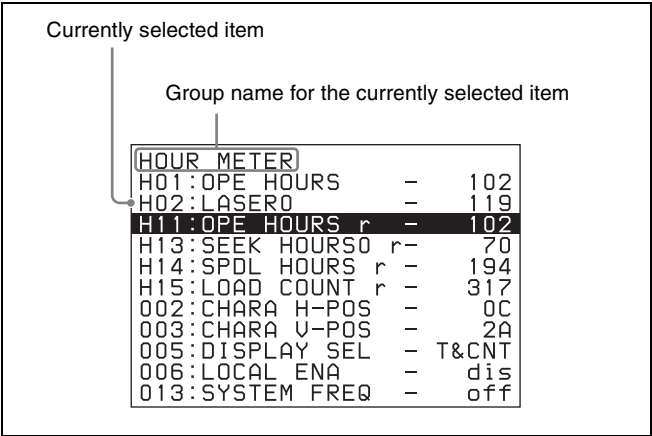 Currently selected item
Group name for the currently selected item
HOUR METER
H01:OPE HOURS - 102
H02:LASER0 - 119
H11:OPE HOURS r - 102
H13:SEEK HOURS0 r- 70
H14:SPDL HOURS r - 194
H15:LOAD COUNT r - 317
002:CHARA H-POS - 0C
003:CHARA V-POS - 2A
005:DISPLAY SEL - T&CNT
006:LOCAL ENA - dis
013:SYSTEM FREQ - off